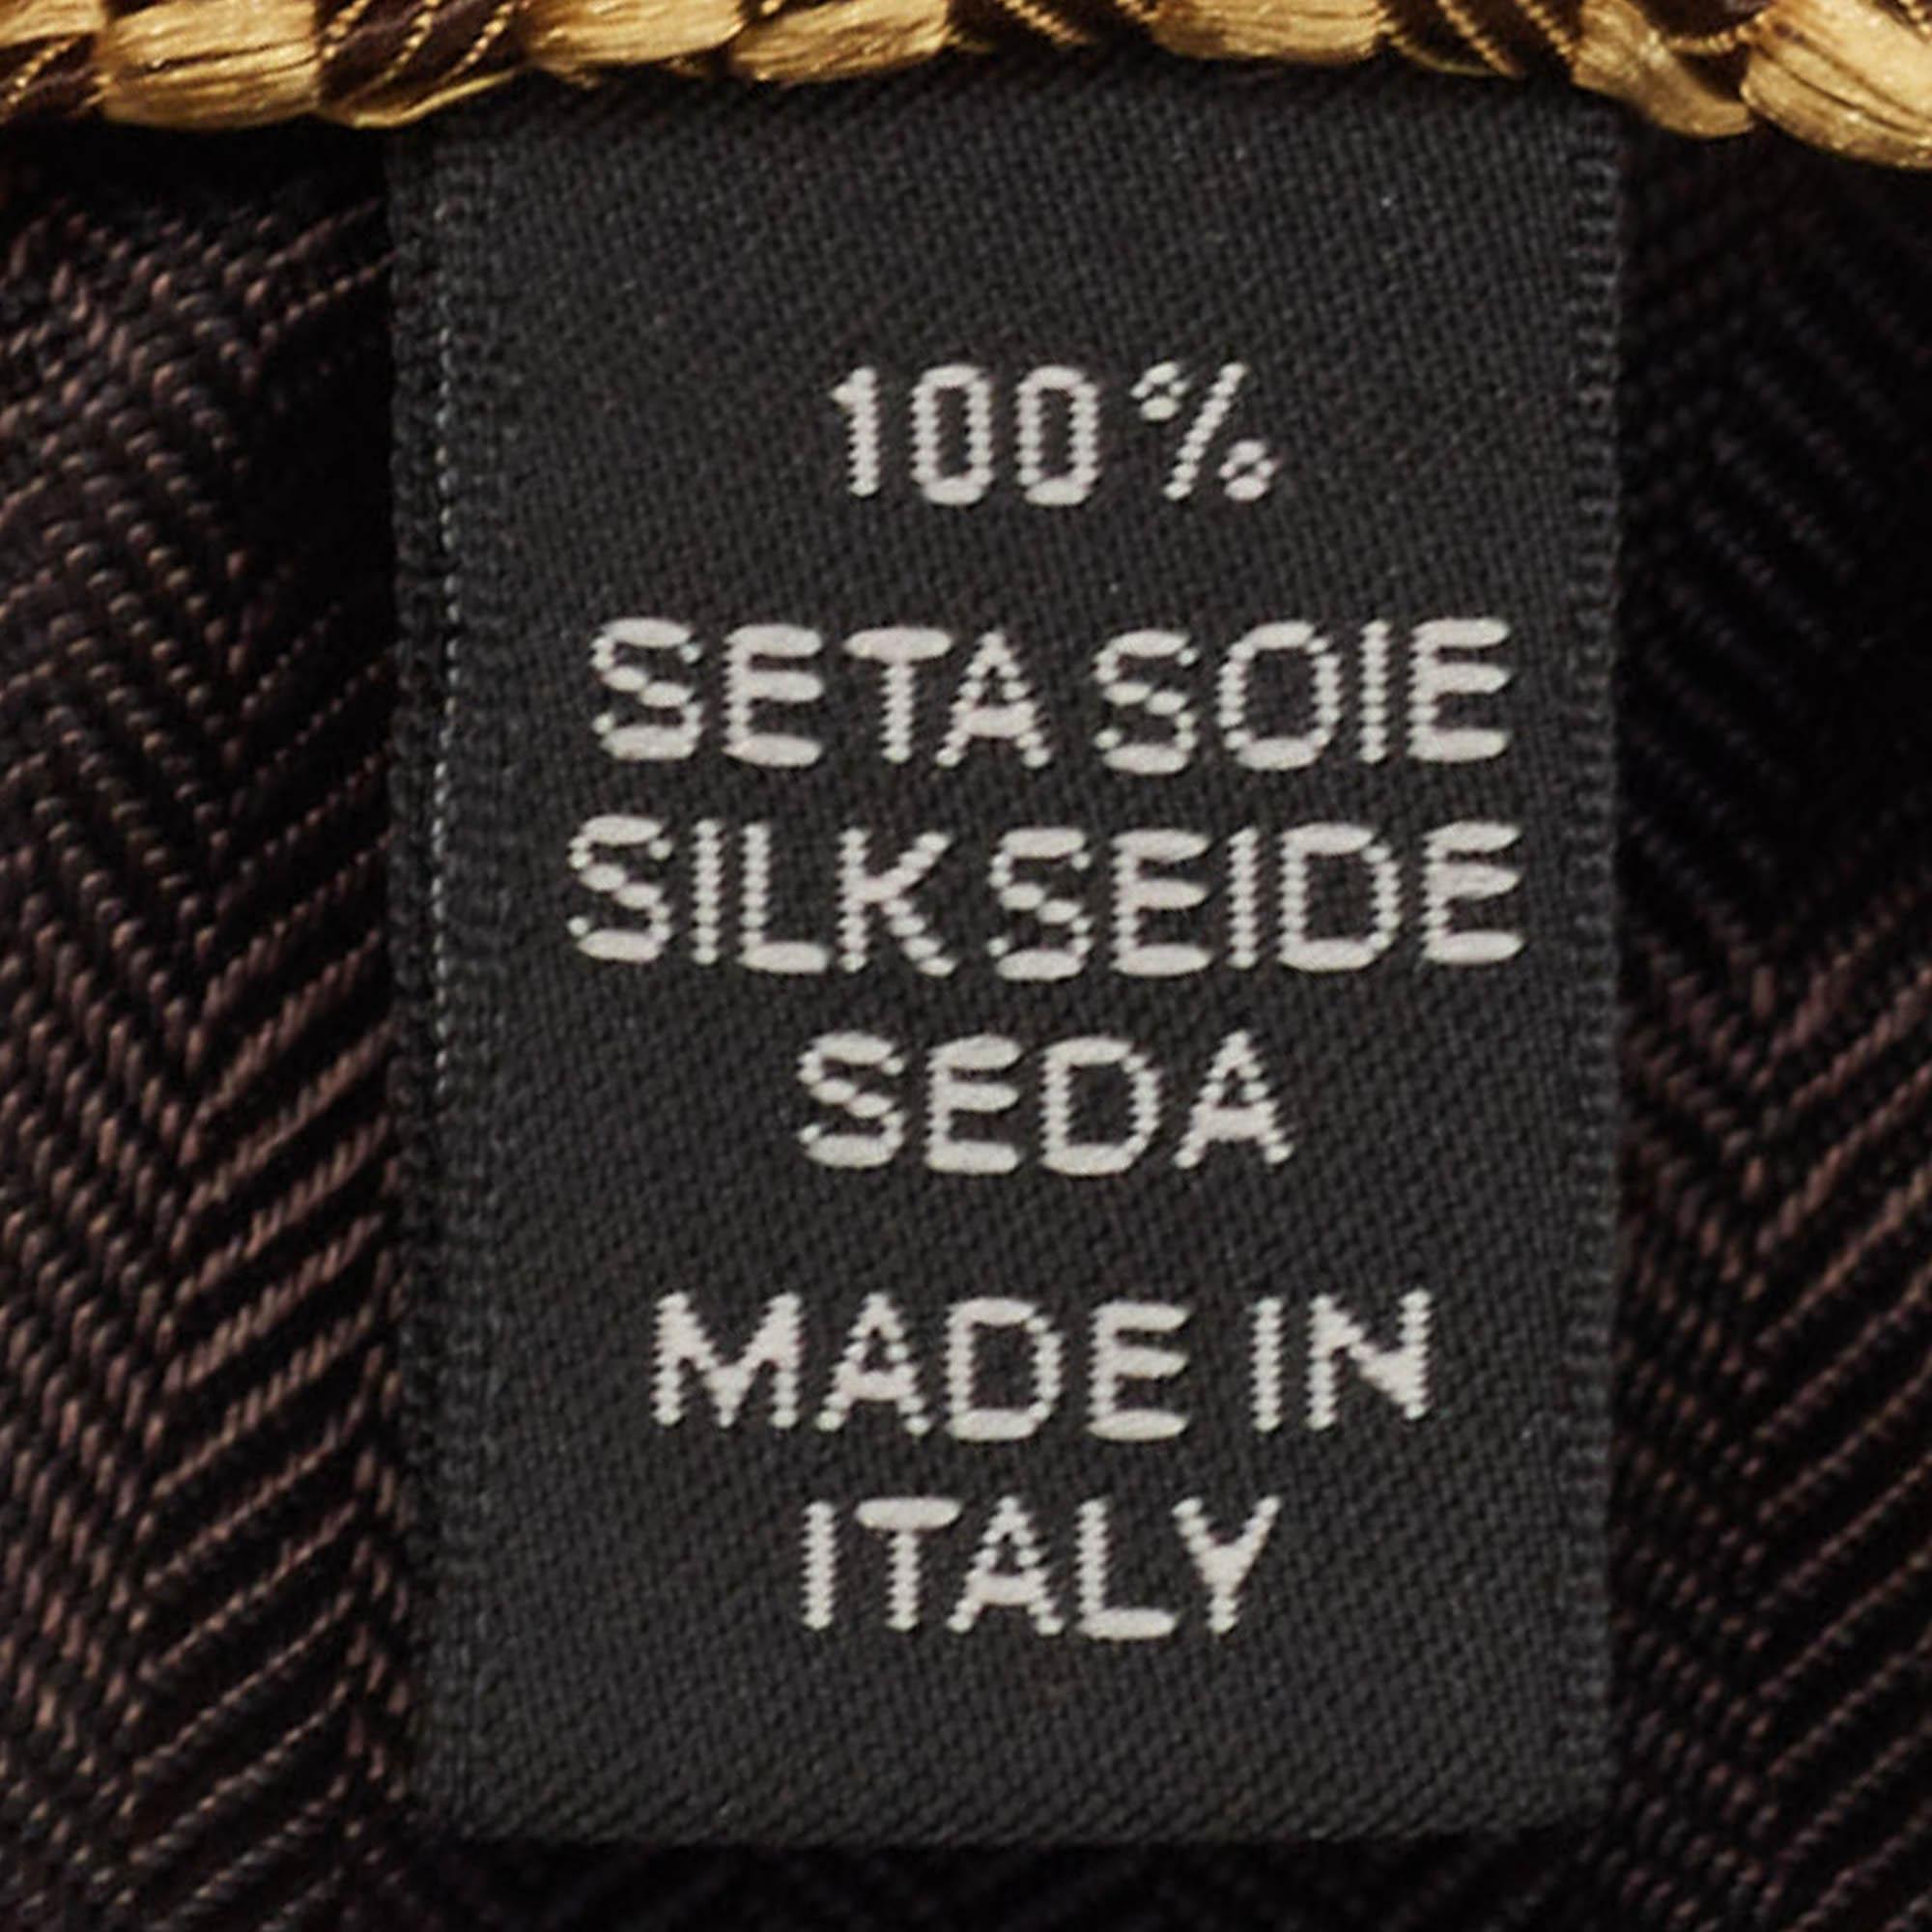 100%
SETA SOIE
SILK SEIDE
SEDA
MADE IN
ITALY